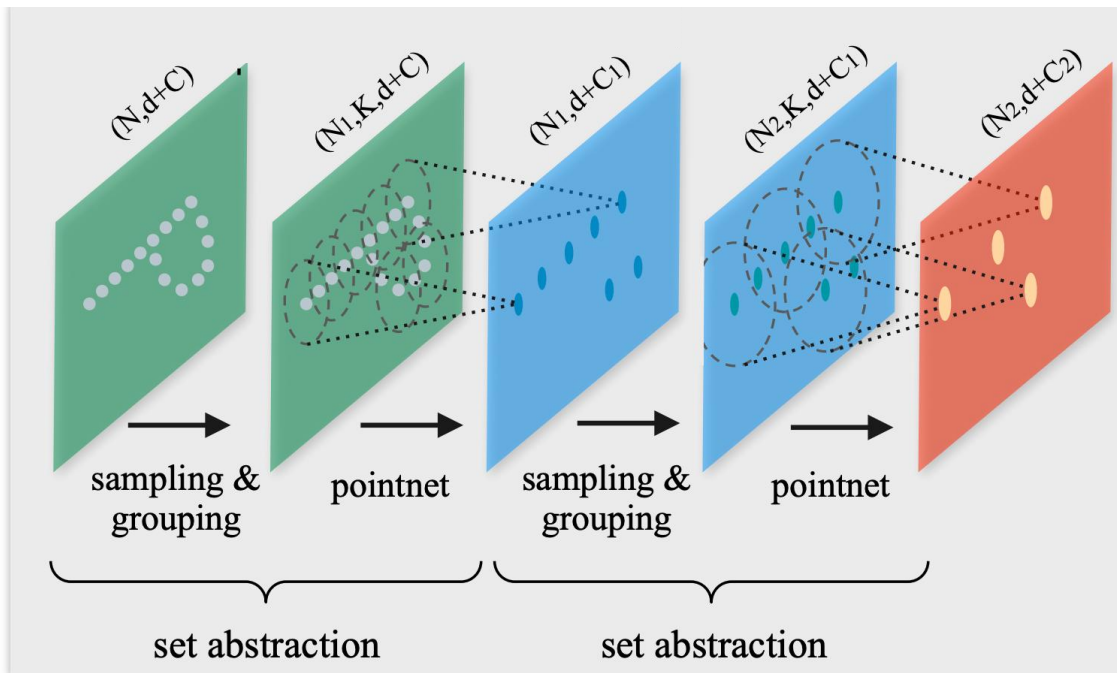 (N,d+C)
(N1,K,d+C)
(N1,d+C1)
(N2,K,d+C1)
(N2,d+C2)
sampling &
grouping
pointnet
sampling &
grouping
pointnet
set abstraction
set abstraction